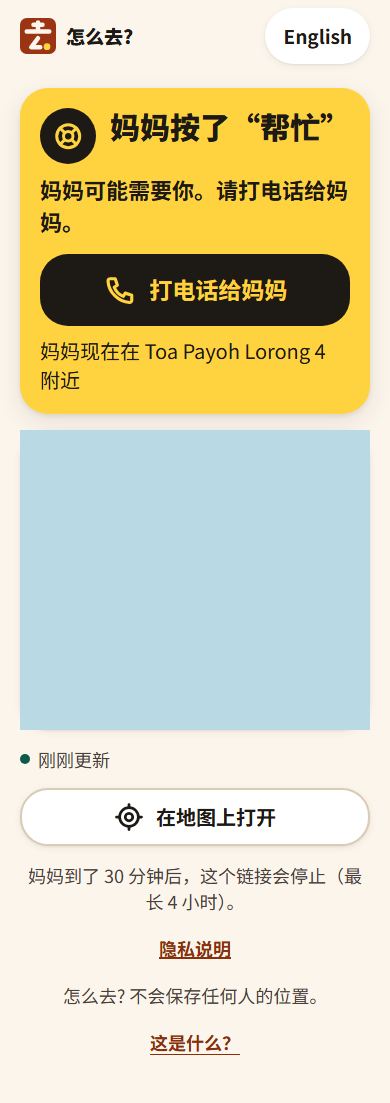 去
怎么去?
English
妈妈按了“帮忙”
妈妈可能需要你。请打电话给妈
妈。
打电话给妈妈
妈妈现在在 Toa Payoh Lorong 4
附近
刚刚更新
在地图上打开
妈妈到了 30 分钟后，这个链接会停止（最
长 4 小时）。
隐私说明
怎么去? 不会保存任何人的位置。
这是什么？